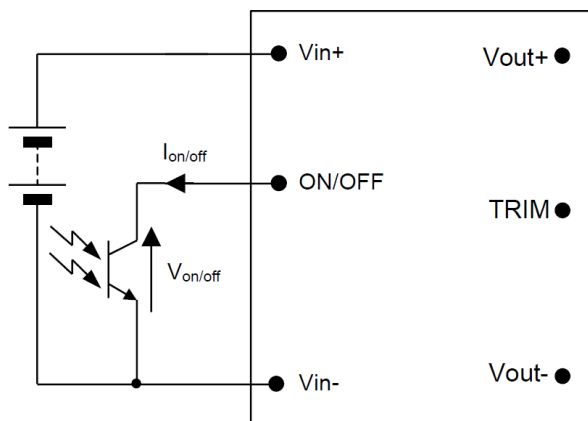 Vin+
Vout+
Ion/off
ON/OFF
TRIM
Von/off
Vin-
Vout-